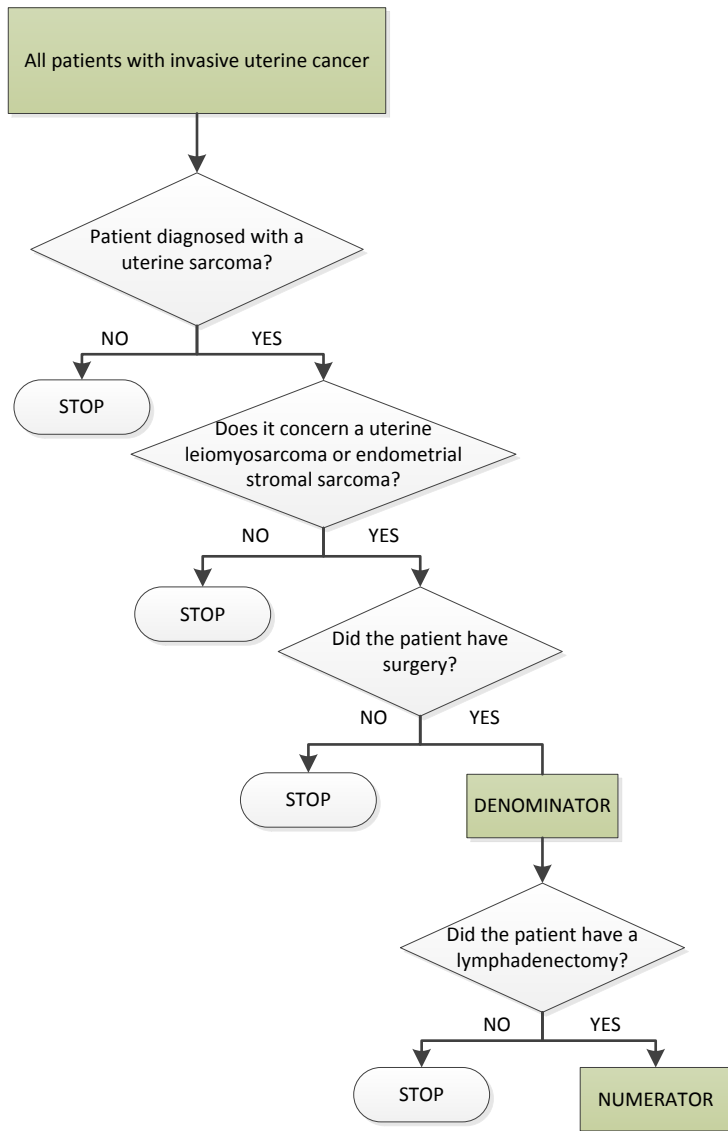 All patients with invasive uterine cancer
Patient diagnosed with a
uterine sarcoma?
NO
YES
STOP
Does it concern a uterine
leiomyosarcoma or endometrial
stromal sarcoma?
NO
YES
STOP
Did the patient have
surgery?
NO
YES
STOP
DENOMINATOR
Did the patient have a
lymphadenectomy?
NO
YES
STOP
NUMERATOR